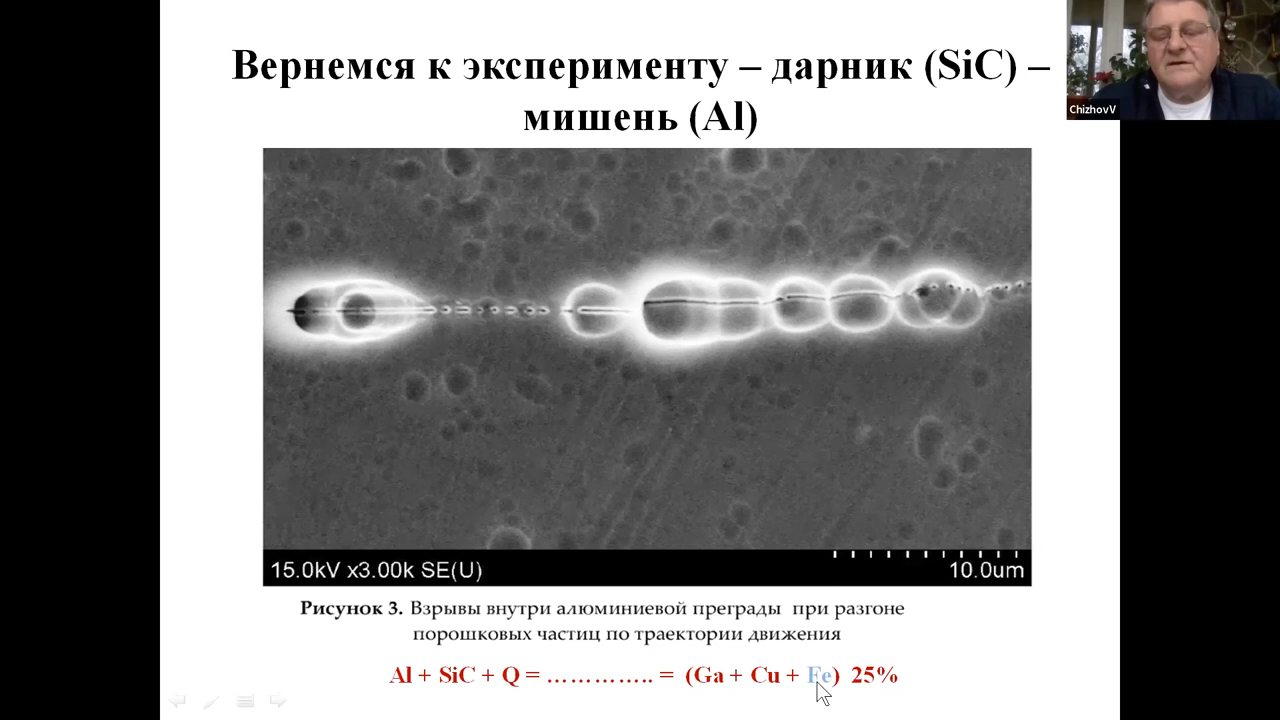 Вернемся к эксперименту – дарник (SiC) –
мишень (Al)
ChizhovV
15.0kV x3.00k SE(U)
10.0um
Рисунок 3. Взрывы внутри алюминиевой преграды при разгоне
порошковых частиц по траектории движения
Al + SiC + Q = ………….. = (Ga + Cu + Fe) 25%